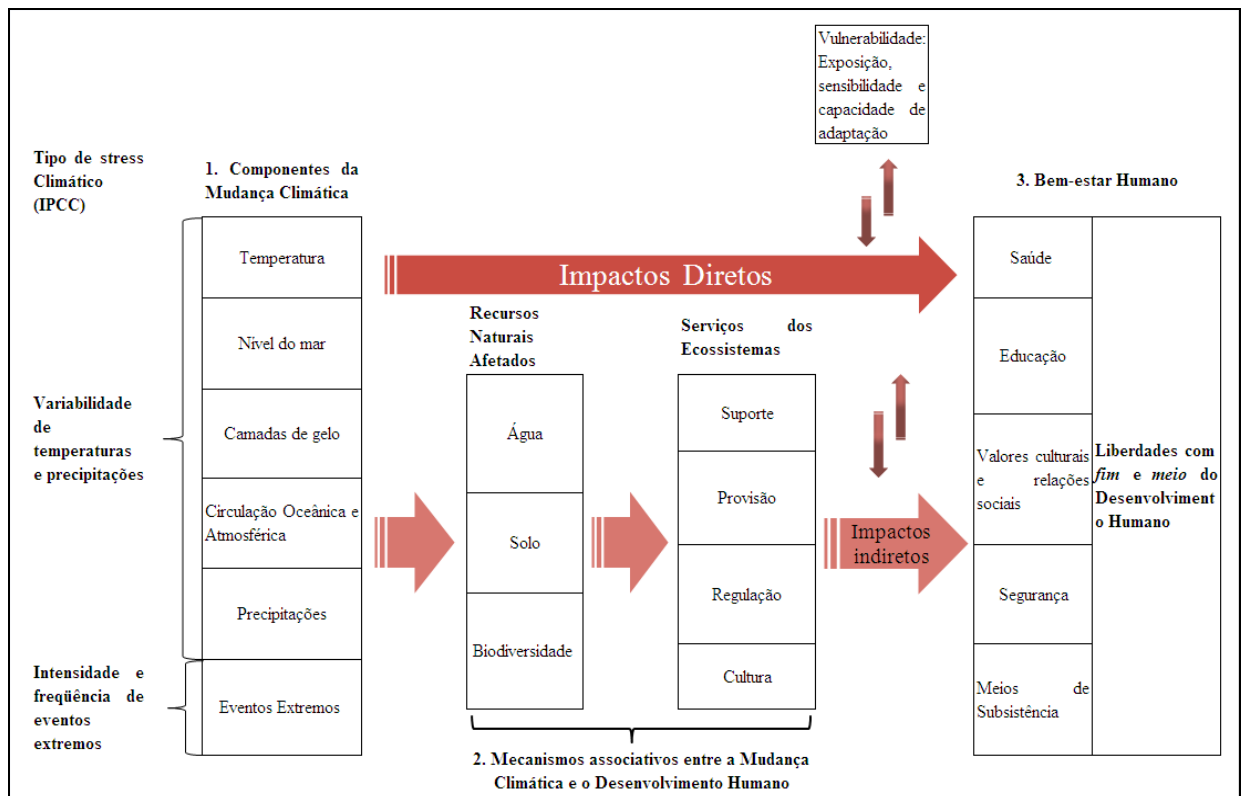 Vulnerabilidade:
Exposição,
sensibilidade e
capacidade de
adaptação
Tipo de stress
Climático
(IPCC)
1. Componentes da
Mudança Climática
3. Bem-estar Humano
Temperatura
Nível do mar
Camadas de gelo
Circulação Oceânica e
Atmosférica
Precipitações
Eventos Extremos
Variabilidade
de
temperaturas
e precipitações
Intensidade e
freqüência de
eventos
extremos
Impactos Diretos
Recursos
Naturais
Afetados
Água
Solo
Biodiversidade
Serviços dos
Ecossistemas
Suporte
Provisão
Regulação
Cultura
Impactos
indiretos
2. Mecanismos associativos entre a Mudança
Climática e o Desenvolvimento Humano
Saúde
Educação
Valores culturais
e relações
sociais
Segurança
Meios de
Subsistência
Liberdades com
fim e meio do
Desenvolviment
o Humano